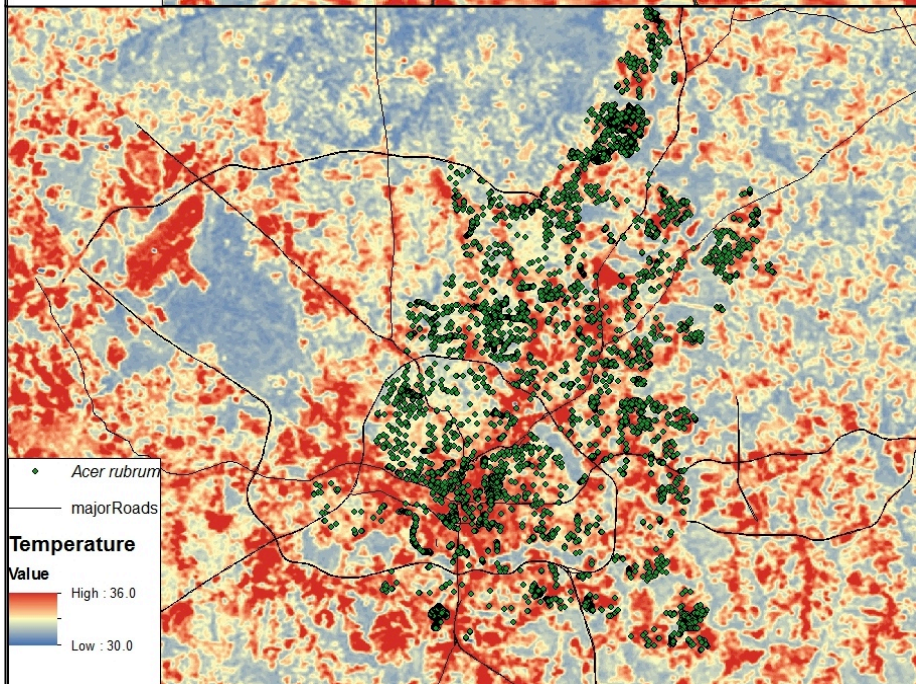 Acer rubrum
majorRoads
Temperature
Value
High : 36.0
Low : 30.0